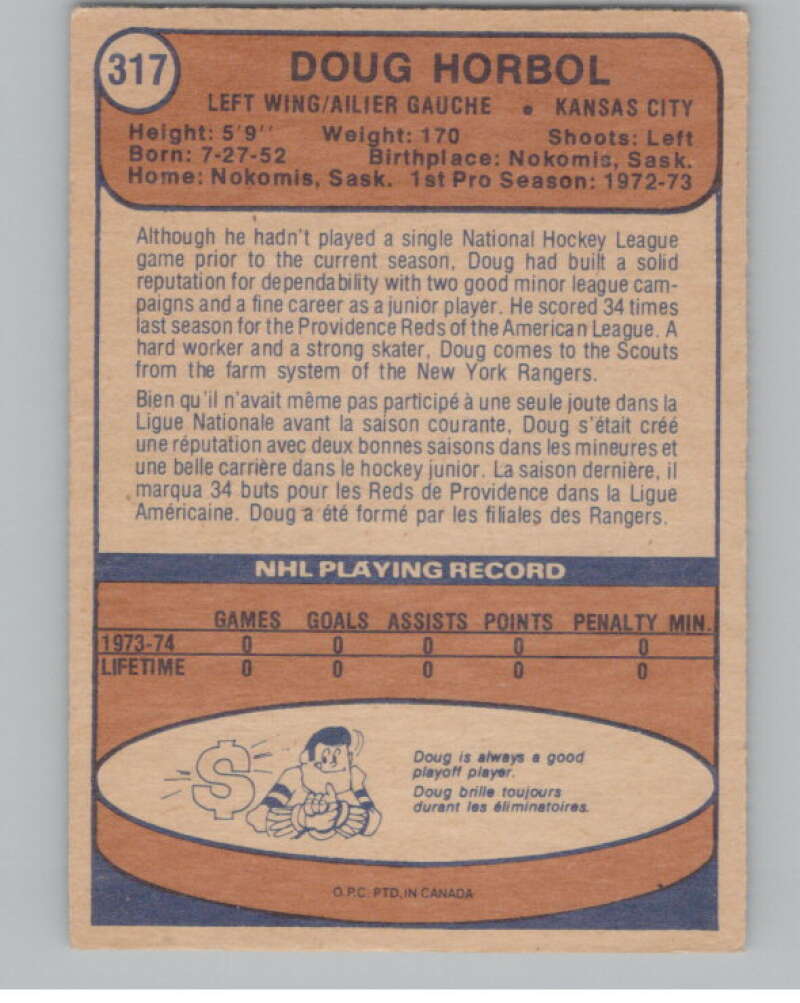 317
DOUG HORBOL
LEFT WING/AILIER GAUCHE • KANSAS CITY
Height: 5'9'' Weight: 170 Shoots: Left
Born: 7-27-52 Birthplace: Nokomis, Sask.
Home: Nokomis, Sask. 1st Pro Season: 1972-73
Although he hadn't played a single National Hockey League
game prior to the current season, Doug had built a solid
reputation for dependability with two good minor league cam-
paigns and a fine career as a junior player. He scored 34 times
last season for the Providence Reds of the American League. A
hard worker and a strong skater, Doug comes to the Scouts
from the farm system of the New York Rangers.
Bien qu'il n'avait même pas participé à une seule joute dans la
Ligue Nationale avant la saison courante, Doug s'était créé
une réputation avec deux bonnes saisons dans les mineures et
une belle carrière dans le hockey junior. La saison dernière, il
marqua 34 buts pour les Reds de Providence dans la Ligue
Américaine. Doug a été formé par les filiales des Rangers.
NHL PLAYING RECORD
GAMES GOALS ASSISTS POINTS PENALTY MIN.
1973-74 0 0 0 0 0
LIFETIME 0 0 0 0 0
$
Doug is always a good
playoff player.
Doug brille toujours
durant les éliminatoires.
O.P.C. PTD. IN CANADA